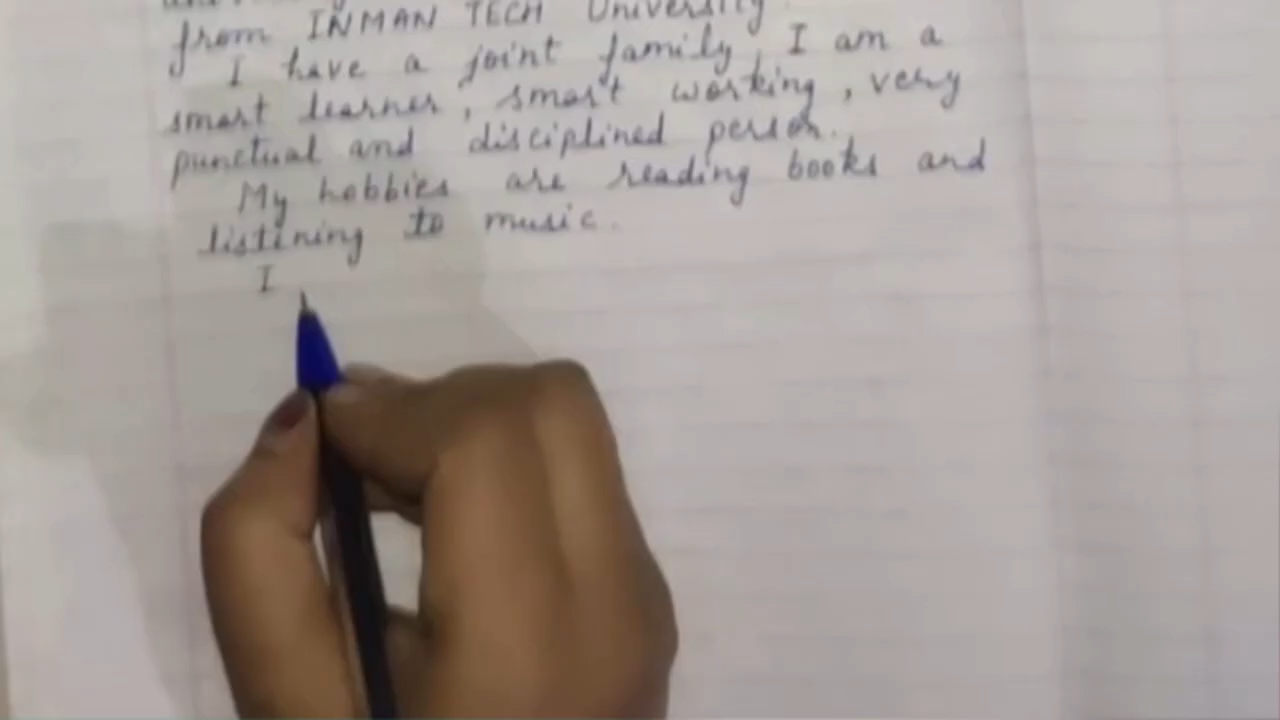 from INMAN TECH University.
I have a joint family, I am a
smart learner, smart working, very
punctual and disciplined person.
My hobbies are reading books and
listening to music.
I